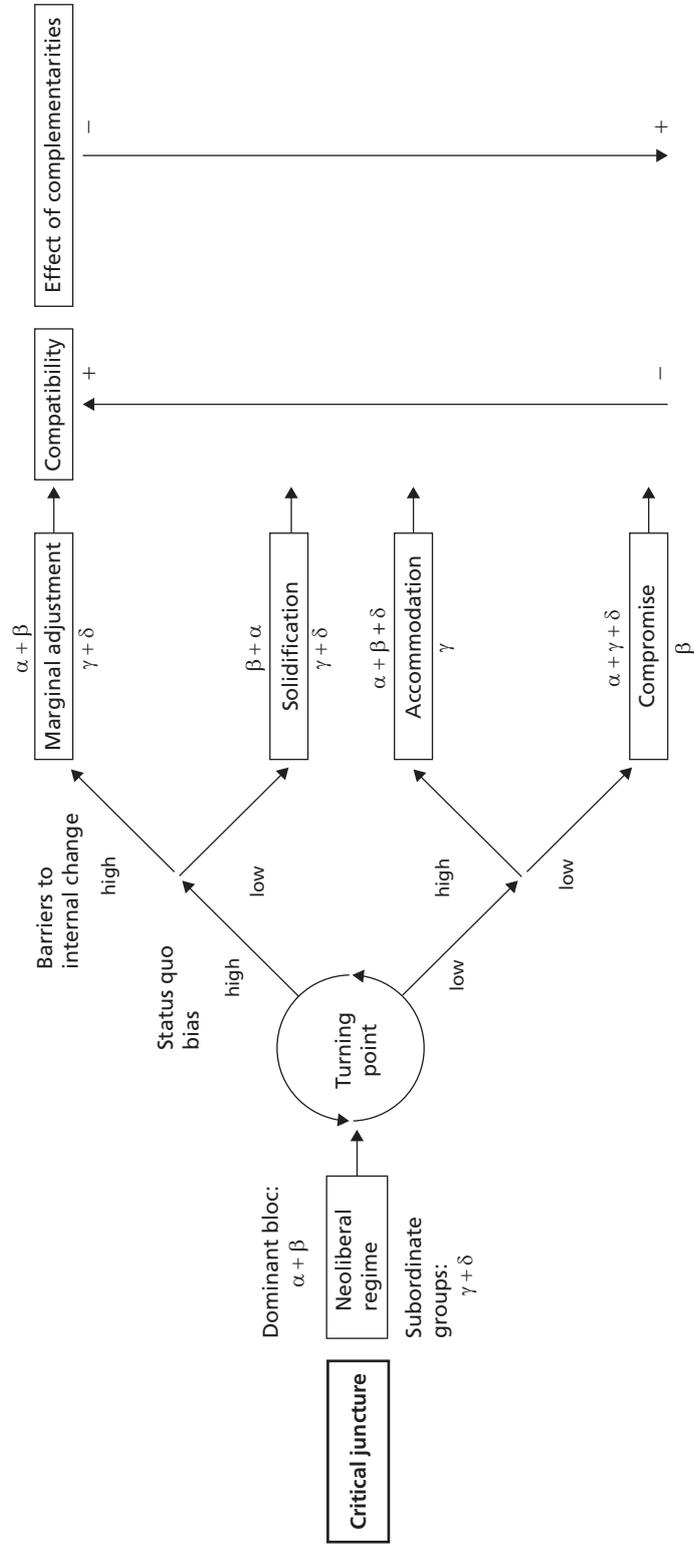 Critical juncture
Dominant bloc:
α + β
Neoliberal
regime
Subordinate
groups:
γ + δ
Turning
point
Status quo
bias
high
low
Barriers to
internal change
high
low
high
low
α + β
Marginal adjustment
γ + δ
β + α
Solidification
γ + δ
α + β + δ
Accommodation
γ
α + γ + δ
Compromise
β
Compatibility
+
−
Effect of complementarities
−
+